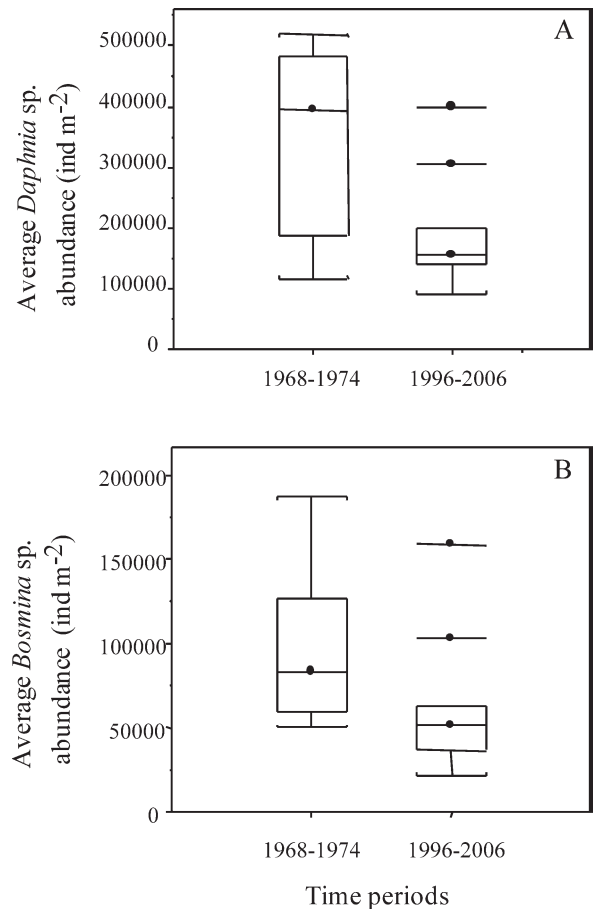 A
Average Daphnia sp.
abundance (ind m-2)
500000
400000
300000
200000
100000
0
1968-1974 1996-2006
B
Average Bosmina sp.
abundance (ind m-2)
200000
150000
100000
50000
0
1968-1974 1996-2006
Time periods